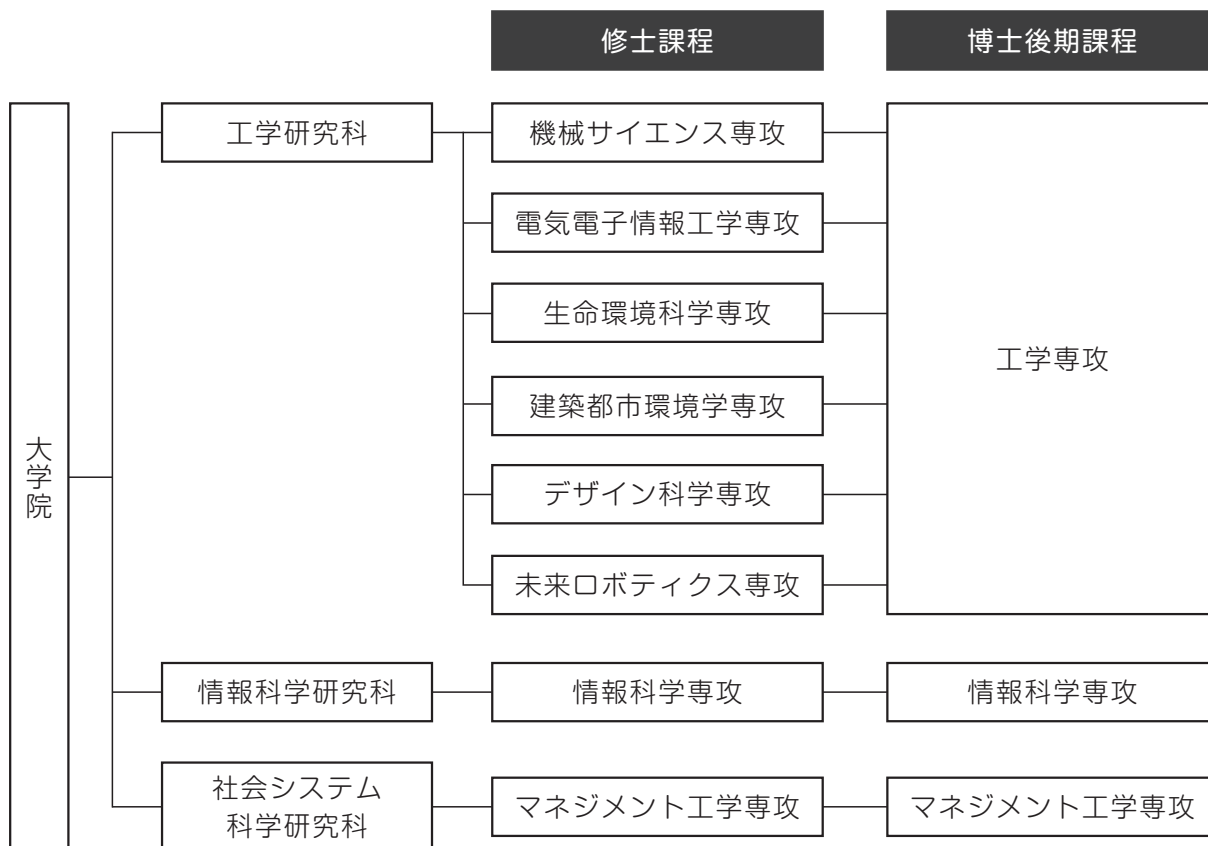 修士課程
博士後期課程
大学院
工学研究科
機械サイエンス専攻
電気電子情報工学専攻
生命環境科学専攻
建築都市環境学専攻
デザイン科学専攻
未来ロボティクス専攻
工学専攻
情報科学研究科
情報科学専攻
情報科学専攻
社会システム
科学研究科
マネジメント工学専攻
マネジメント工学専攻